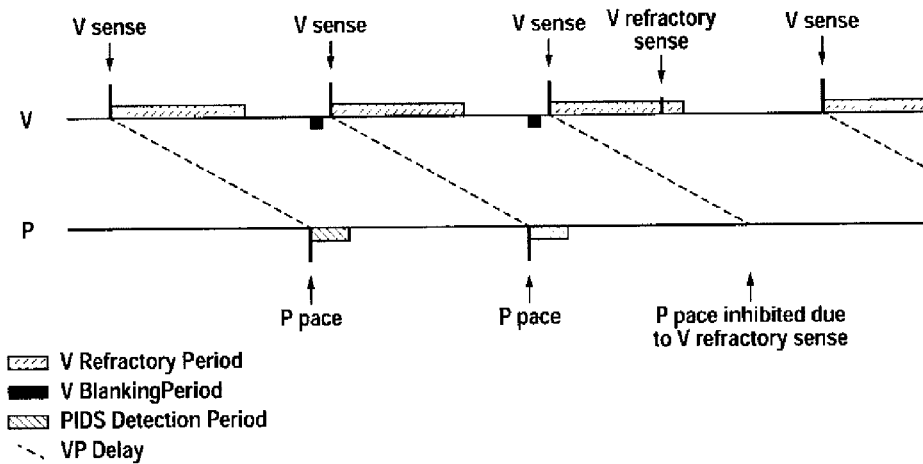 V sense
V sense
V sense
V refractory
sense
V sense
V
P
P pace
P pace
P pace inhibited due
to V refractory sense
V Refractory Period
V BlankingPeriod
PIDS Detection Period
VP Delay